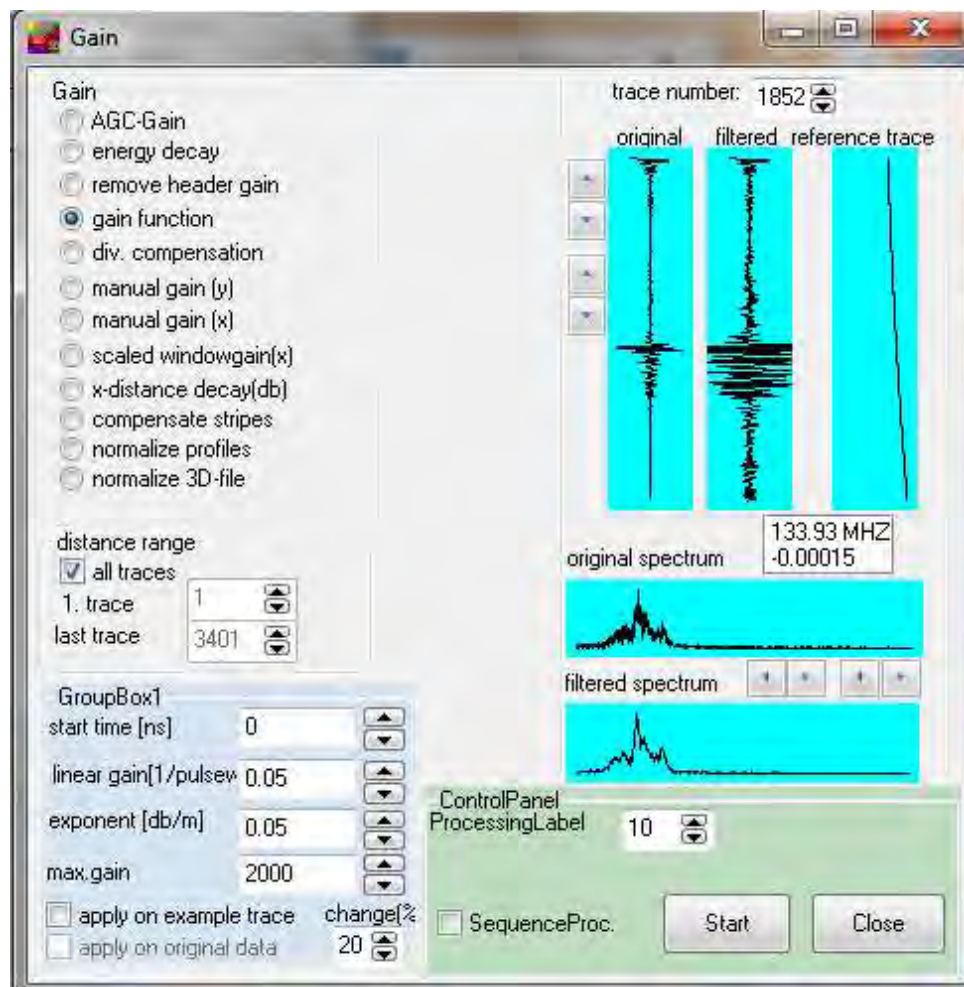 Gain
Gain
AGC-Gain
energy decay
remove header gain
gain function
div. compensation
manual gain (y)
manual gain (x)
scaled windowgain(x)
x-distance decay(db)
compensate stripes
normalize profiles
normalize 3D-file
distance range
all traces
1. trace 1
last trace 3401
GroupBox1
start time [ns] 0
linear gain[1/pulsew 0.05
exponent [db/m] 0.05
max.gain 2000
apply on example trace change(%
apply on original data 20
trace number: 1852
original filtered reference trace
133.93 MHZ
original spectrum -0.00015
filtered spectrum
ControlPanel
ProcessingLabel 10
SequenceProc. Start Close